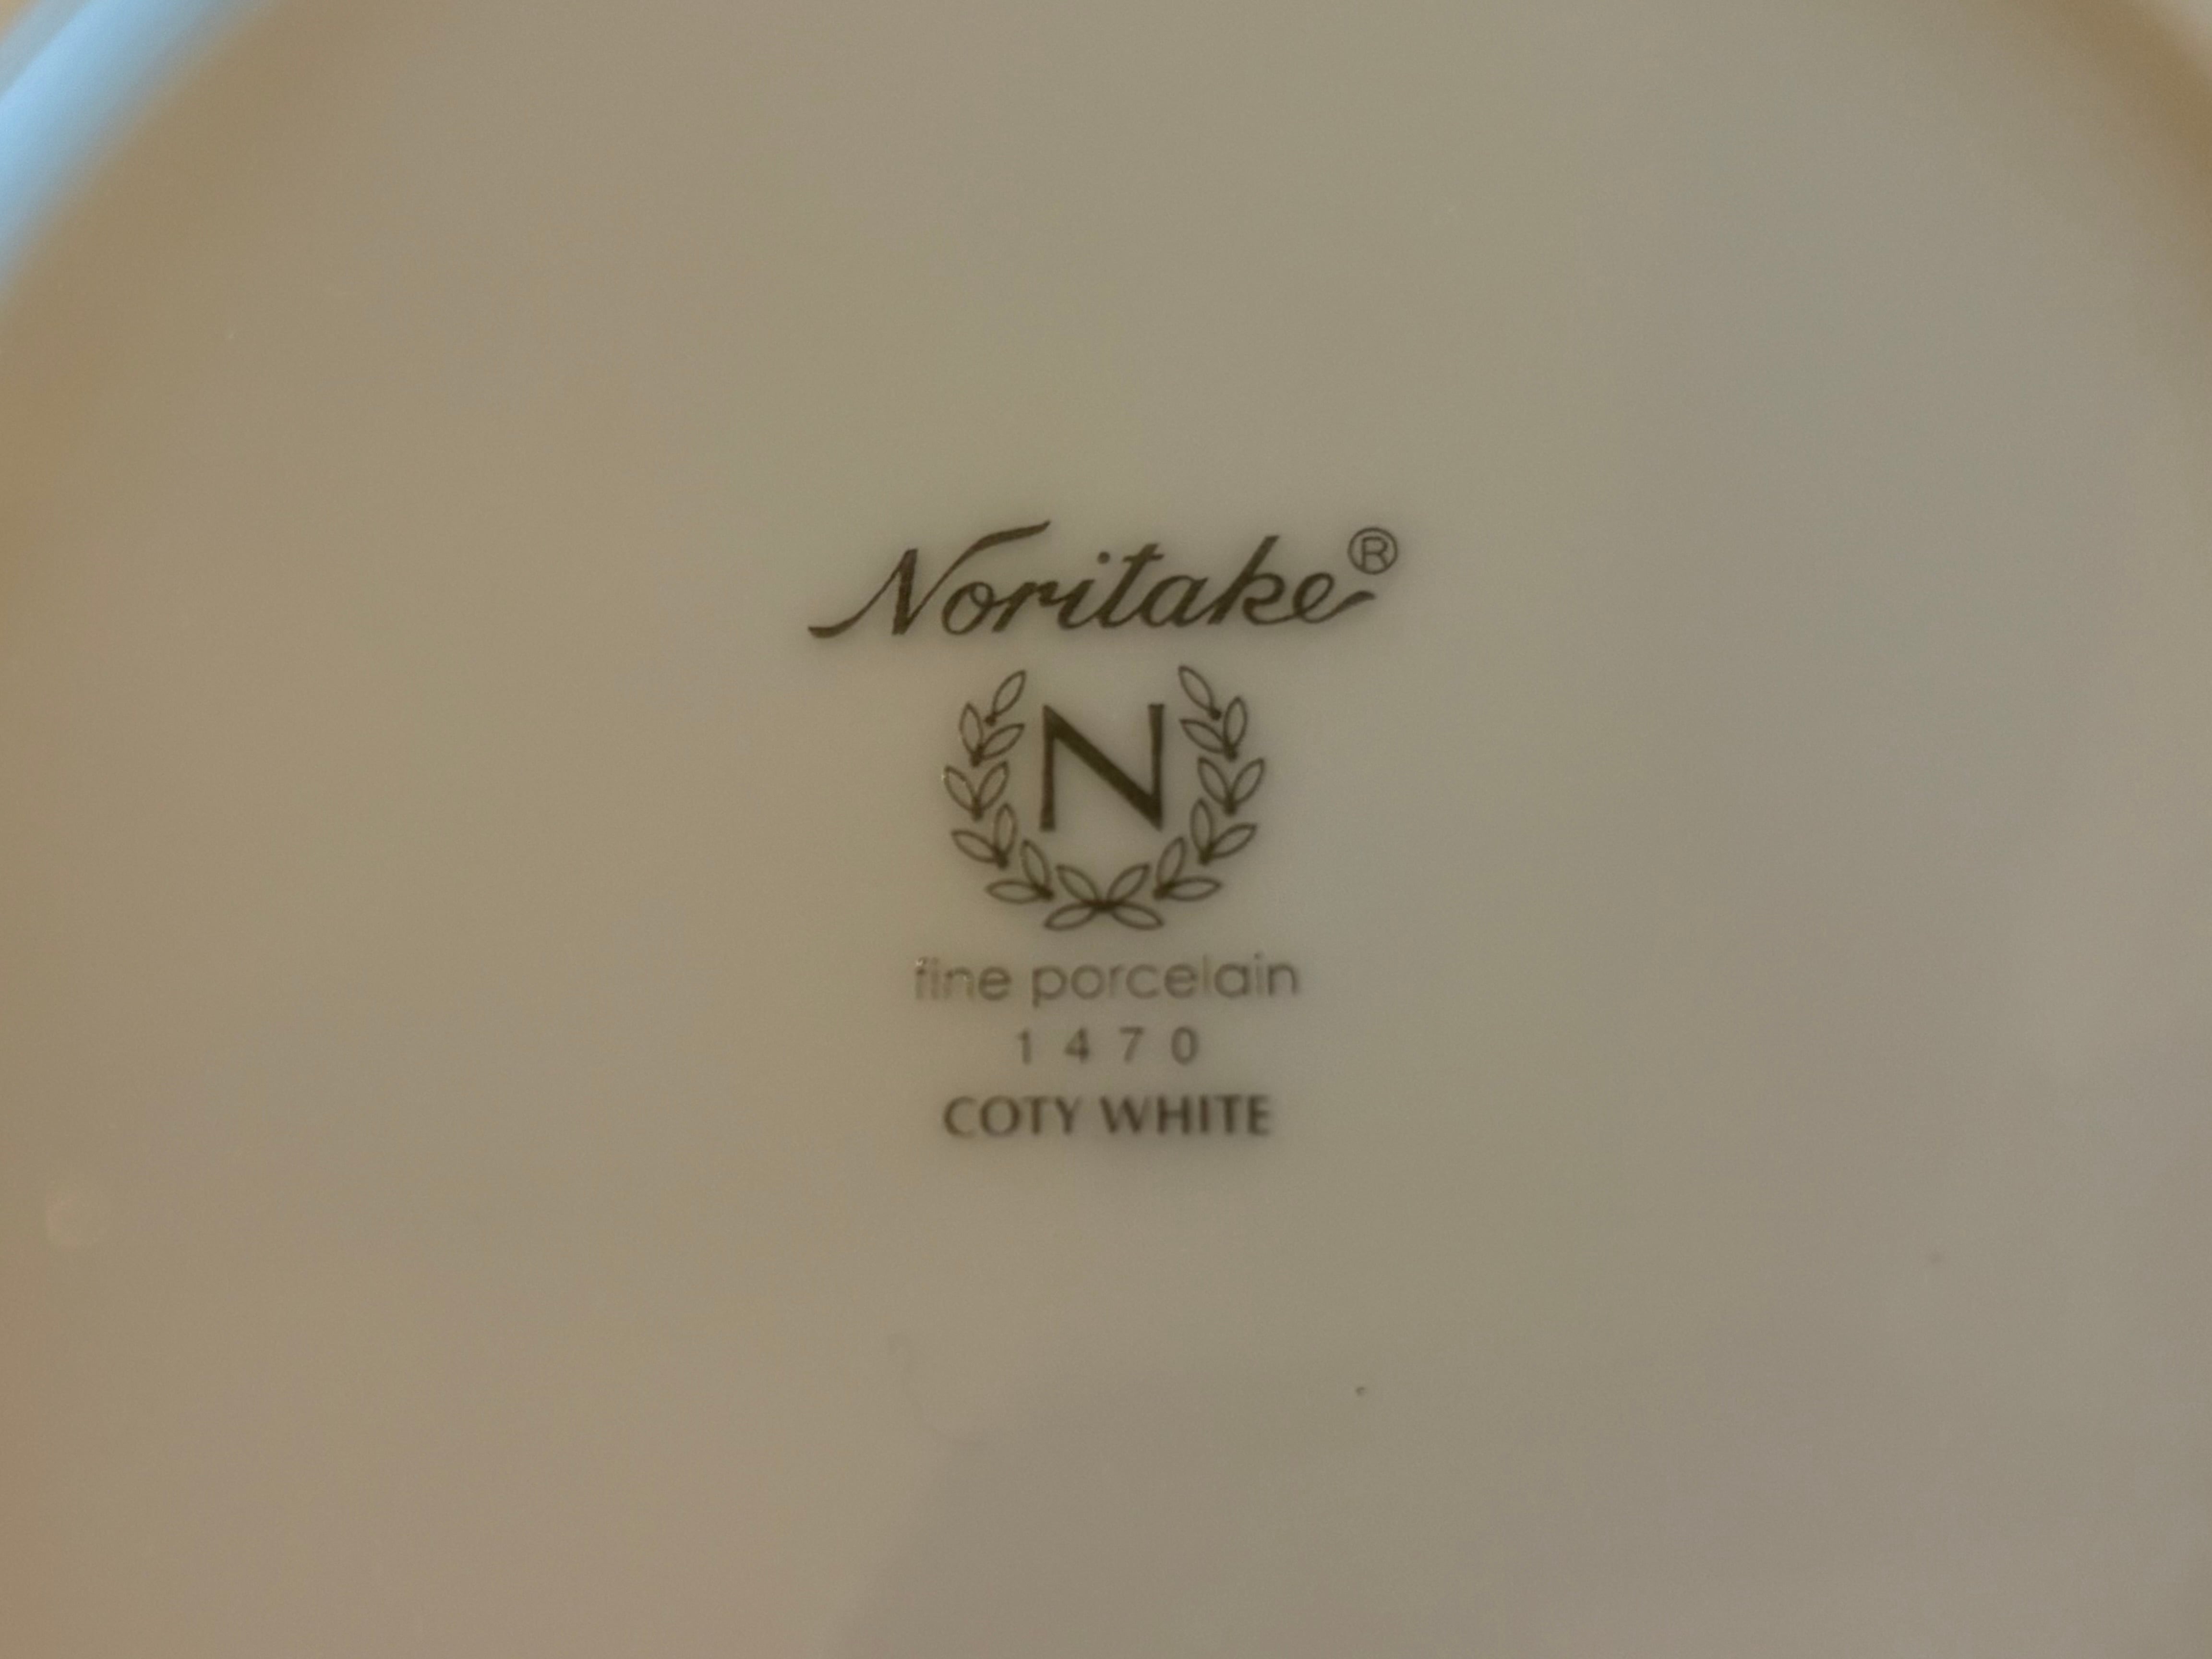 Noritake®
N
fine porcelain
1470
COTY WHITE